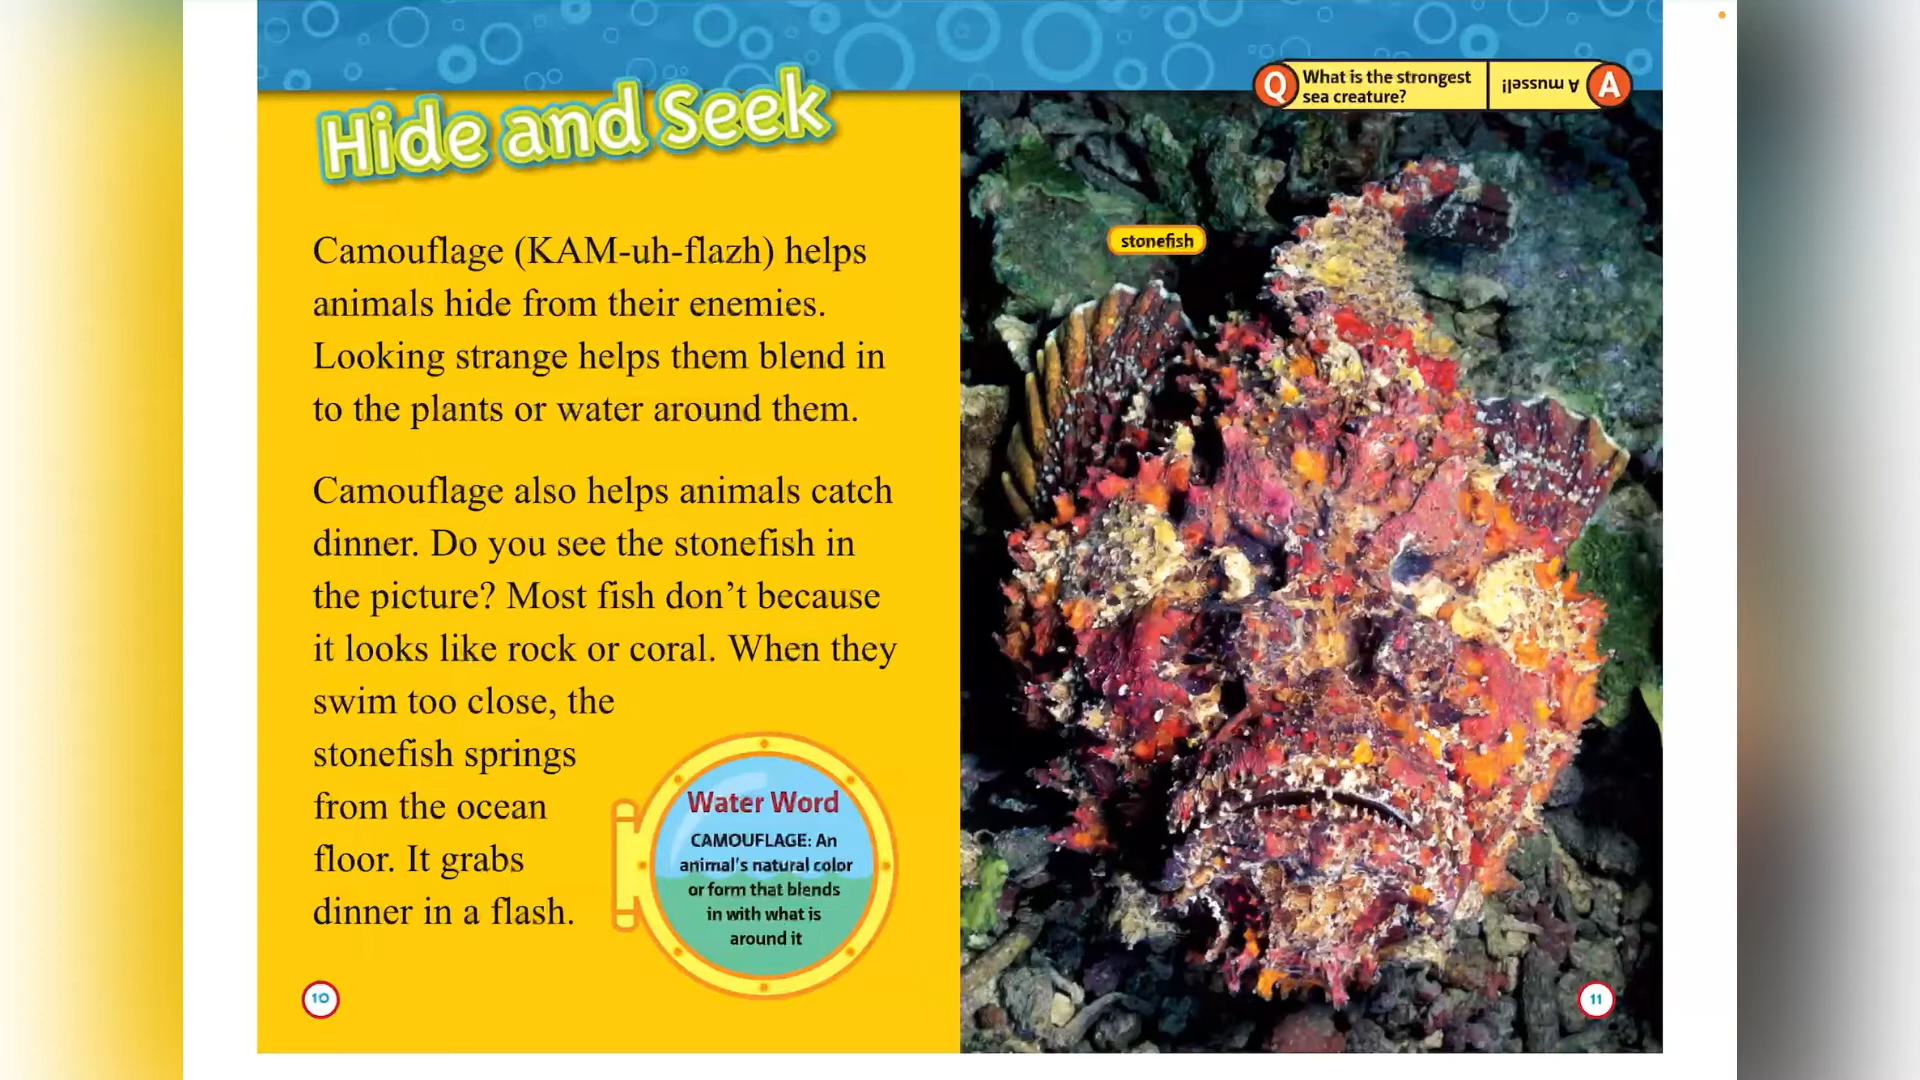 Hide and Seek
Camouflage (KAM-uh-flazh) helps
animals hide from their enemies.
Looking strange helps them blend in
to the plants or water around them.
Camouflage also helps animals catch
dinner. Do you see the stonefish in
the picture? Most fish don’t because
it looks like rock or coral. When they
swim too close, the
stonefish springs
from the ocean
floor. It grabs
dinner in a flash.
Water Word
CAMOUFLAGE: An
animal’s natural color
or form that blends
in with what is
around it
10
Q What is the strongest
sea creature?
A mussel!
A
stonefish
11